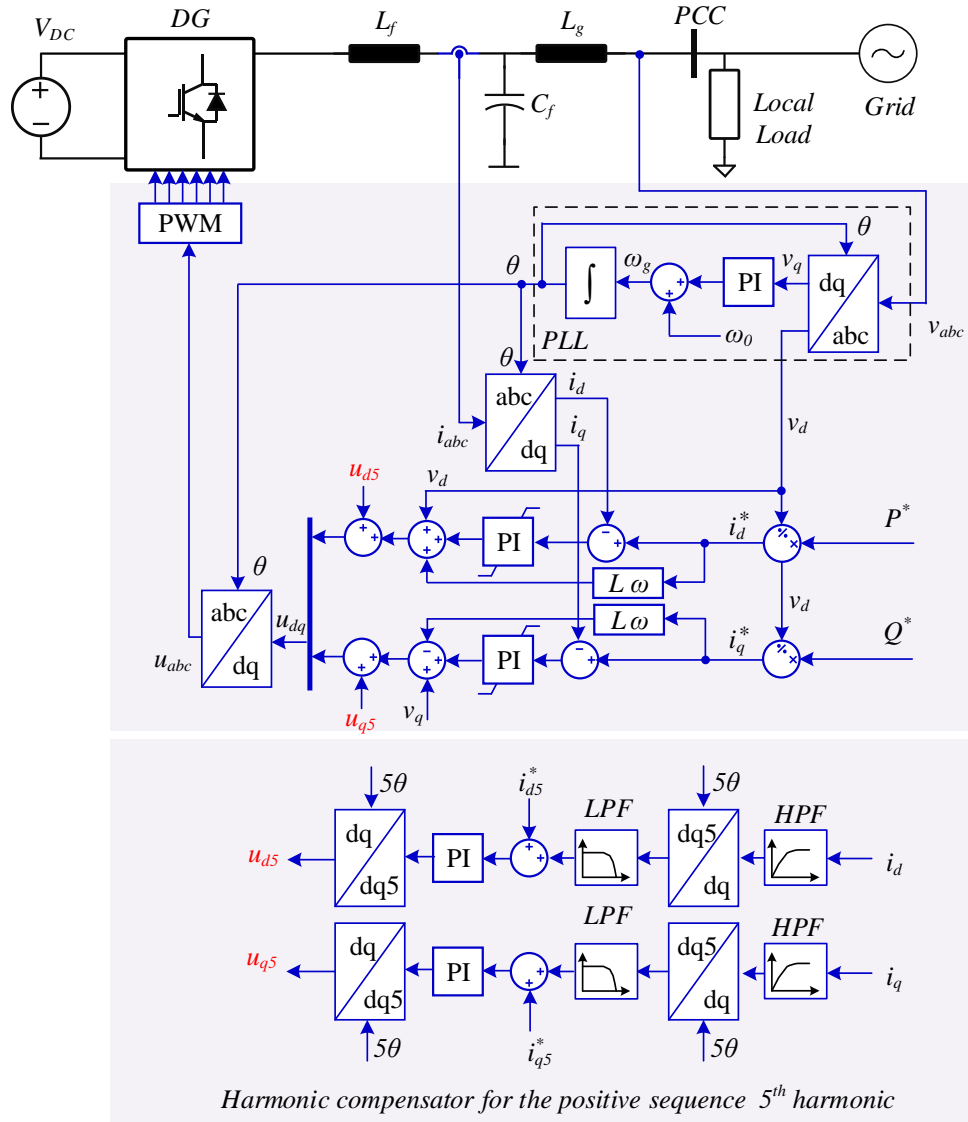 DG
L_f
L_g
PCC
V_DC
C_f
Local
Load
Grid
PWM
θ
θ
ω_g
v_q
PI
dq
abc
∫
PLL
ω_0
v_abc
θ
abc
dq
i_d
i_q
i_abc
v_d
u_d5
v_d
PI
i_d^*
P^*
L ω
v_d
θ
abc
dq
u_dq
u_abc
L ω
i_q^*
Q^*
PI
u_q5
v_q
5θ
i_d5^*
5θ
LPF
HPF
dq
dq5
PI
dq5
dq
u_d5
i_d
LPF
HPF
dq
dq5
PI
dq5
dq
u_q5
i_q
5θ
i_q5^*
5θ
Harmonic compensator for the positive sequence 5^th harmonic